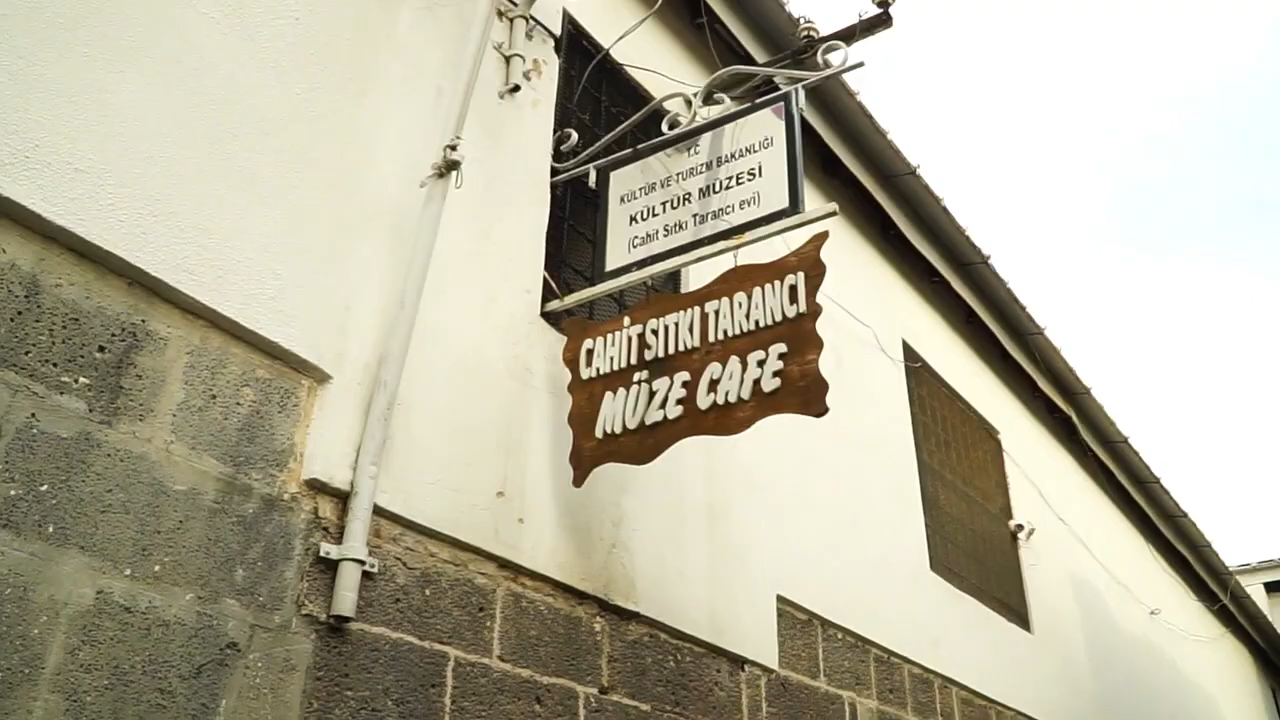 T.C
KÜLTÜR VE TURİZM BAKANLIĞI
KÜLTÜR MÜZESİ
(Cahit Sıtkı Tarancı evi)
CAHİT SITKI TARANCI
MÜZE CAFE